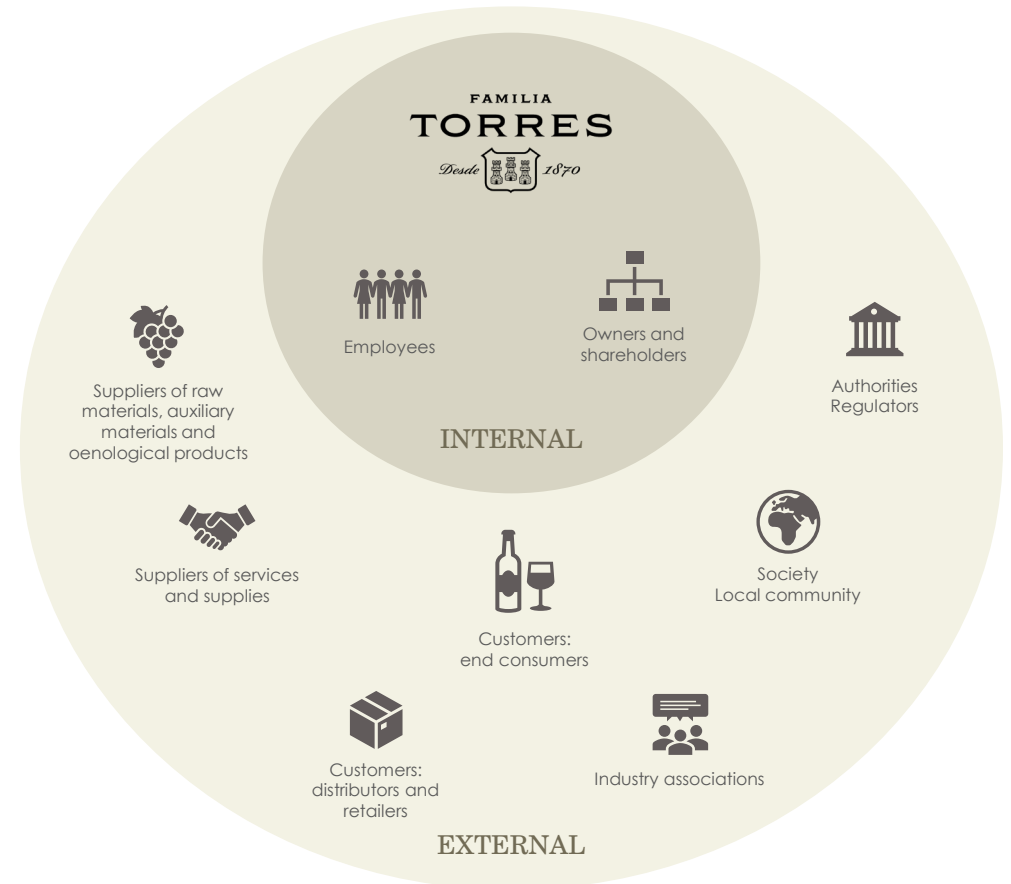 FAMILIA
TORRES
Desde 1870
Employees
Owners and
shareholders
INTERNAL
Suppliers of raw
materials, auxiliary
materials and
oenological products
Authorities
Regulators
Suppliers of services
and supplies
Society
Local community
Customers:
end consumers
Customers:
distributors and
retailers
Industry associations
EXTERNAL